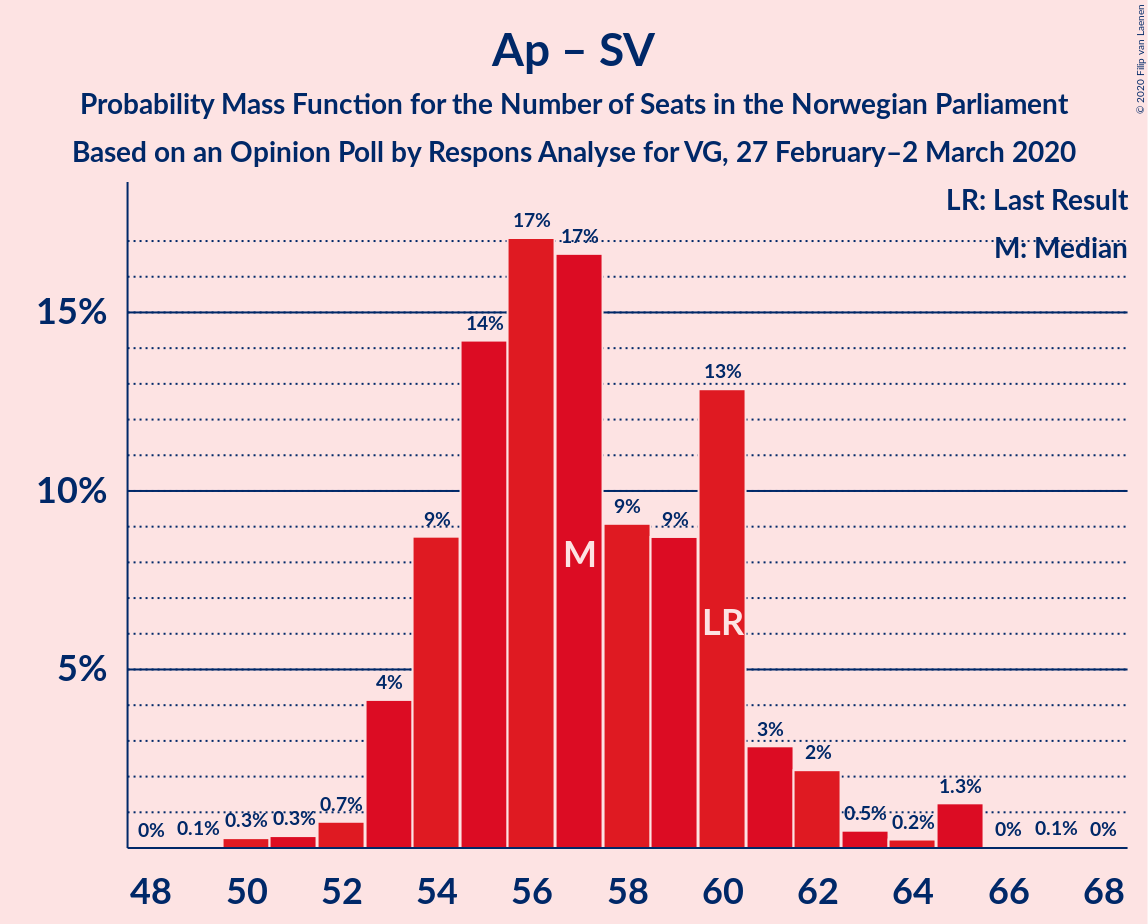 Ap – SV
Probability Mass Function for the Number of Seats in the Norwegian Parliament
Based on an Opinion Poll by Respons Analyse for VG, 27 February–2 March 2020
© 2020 Filip van Laenen
LR: Last Result
M: Median
15%
10%
5%
0%
0.1%
0.3%
0.3%
0.7%
4%
9%
14%
17%
17%
9%
9%
13%
3%
2%
0.5%
0.2%
1.3%
0%
0.1%
0%
M
LR
48 50 52 54 56 58 60 62 64 66 68